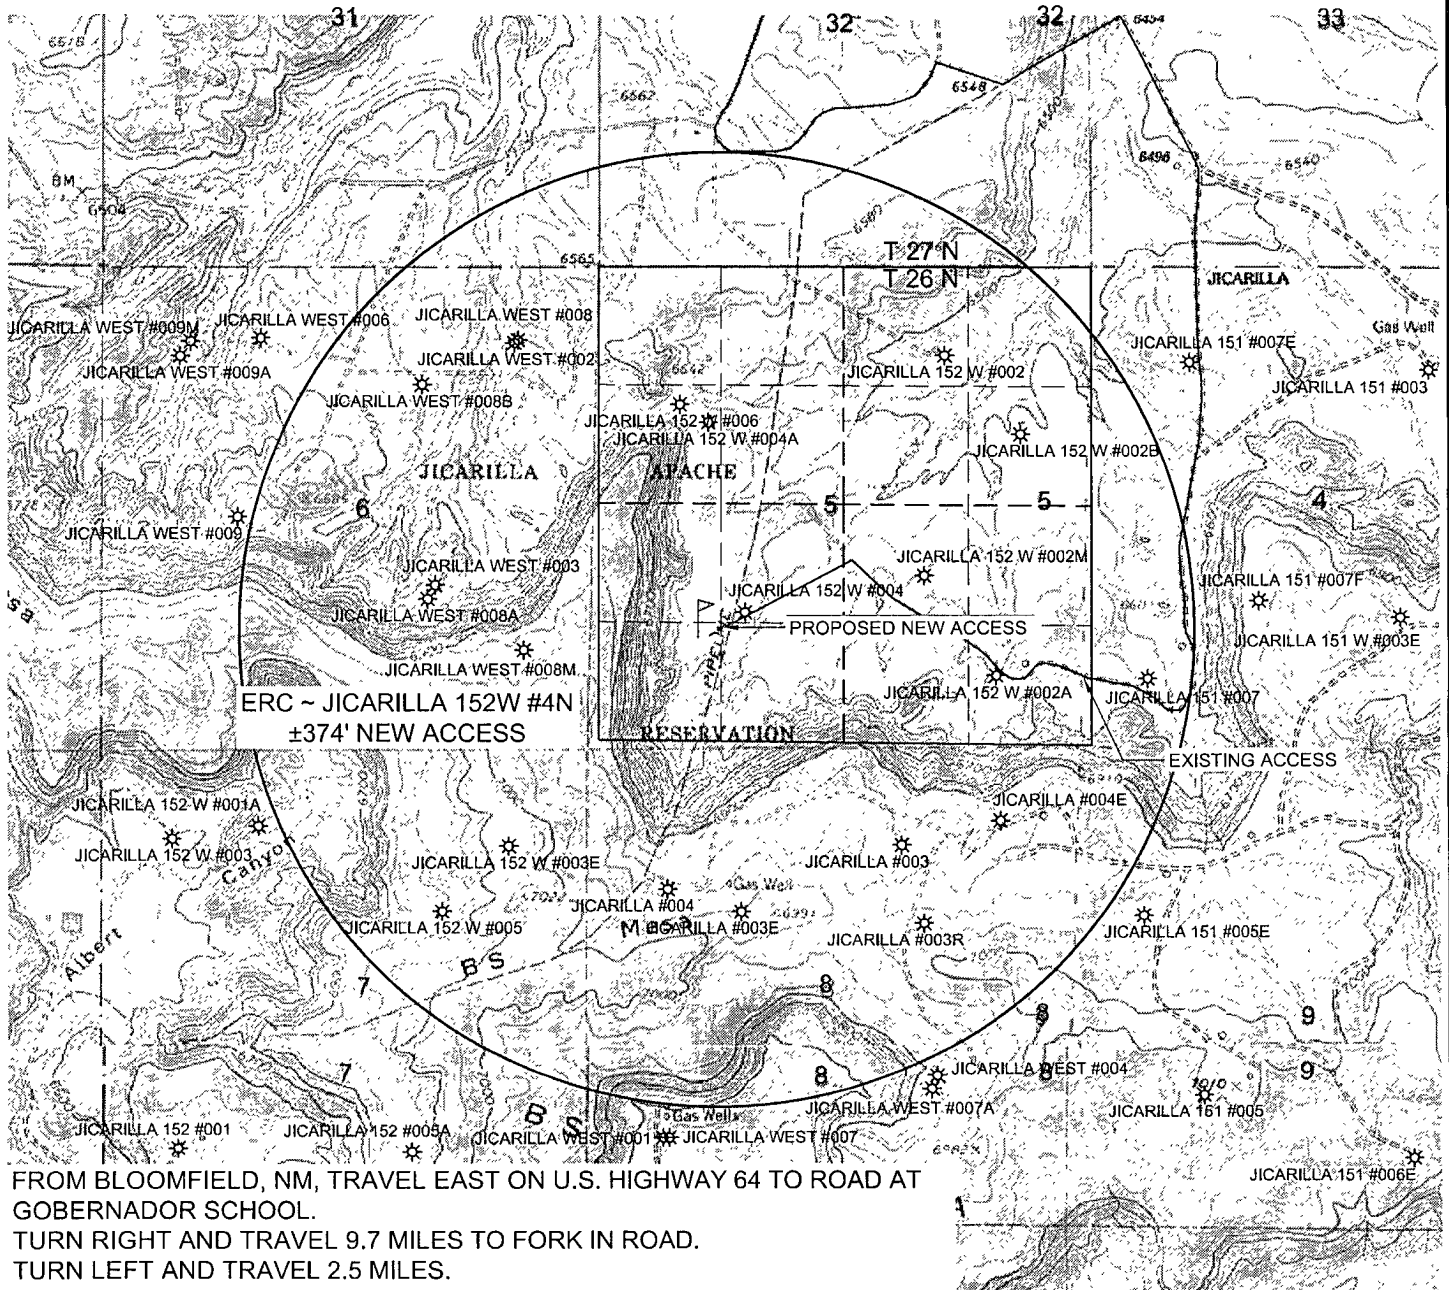 31
32
32
6454
33
6562
6548
6560
6496
6540
BM
6504
6580
T 27 N
6565
T 26 N
JICARILLA
JICARILLA WEST #009M
JICARILLA WEST #006
JICARILLA WEST #008
Gas Well
JICARILLA 151 #007E
JICARILLA WEST #002
JICARILLA WEST #009A
JICARILLA 152 W #002
JICARILLA 151 #003
JICARILLA WEST #008B
JICARILLA 152 W #006
JICARILLA 152 W #004A
JICARILLA 152 W #002B
JICARILLA
APACHE
6
5
5
4
JICARILLA WEST #009
JICARILLA 152 W #002M
JICARILLA WEST #003
JICARILLA 151 #007F
JICARILLA 152 W #004
JICARILLA WEST #008A
PROPOSED NEW ACCESS
JICARILLA 151 W #003E
PIPELINE
JICARILLA WEST #008M
JICARILLA 152 W #002A
JICARILLA 151 #007
ERC ~ JICARILLA 152W #4N
±374' NEW ACCESS
RESERVATION
EXISTING ACCESS
JICARILLA 152 W #001A
JICARILLA #004E
JICARILLA 152 W #003
Canyon
JICARILLA 152 W #003E
JICARILLA #003
Gas Well
JICARILLA #004
JICARILLA 152 W #005
Mesa
JICARILLA #003E
JICARILLA #003R
JICARILLA 151 #005E
Albert
B S
7
8
8
9
7
8
JICARILLA WEST #004
8
9
JICARILLA WEST #007A
JICARILLA 161 #005
B S
Gas Wells
JICARILLA 152 #001
JICARILLA 152 #005A
JICARILLA WEST #001
JICARILLA WEST #007
JICARILLA 151 #006E
FROM BLOOMFIELD, NM, TRAVEL EAST ON U.S. HIGHWAY 64 TO ROAD AT
GOBERNADOR SCHOOL.
TURN RIGHT AND TRAVEL 9.7 MILES TO FORK IN ROAD.
TURN LEFT AND TRAVEL 2.5 MILES.